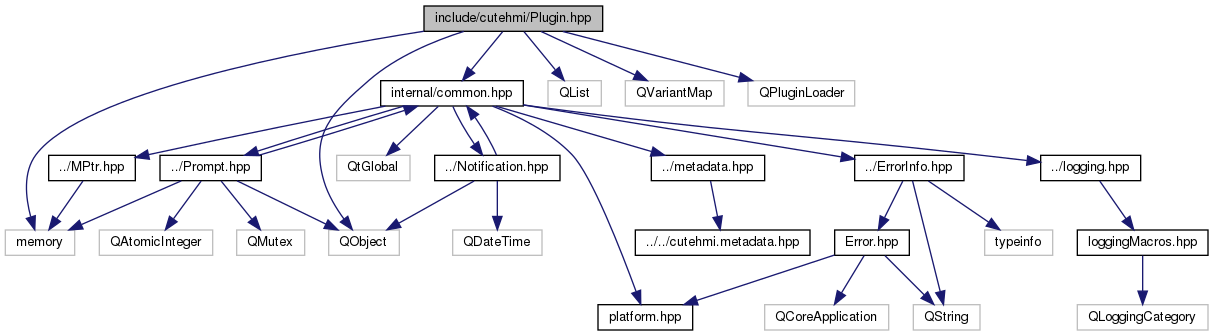 include/cutehmi/Plugin.hpp
internal/common.hpp
QList
QVariantMap
QPluginLoader
../MPtr.hpp
../Prompt.hpp
QtGlobal
../Notification.hpp
../metadata.hpp
../ErrorInfo.hpp
../logging.hpp
memory
QAtomicInteger
QMutex
QObject
QDateTime
../../cutehmi.metadata.hpp
Error.hpp
typeinfo
loggingMacros.hpp
platform.hpp
QCoreApplication
QString
QLoggingCategory